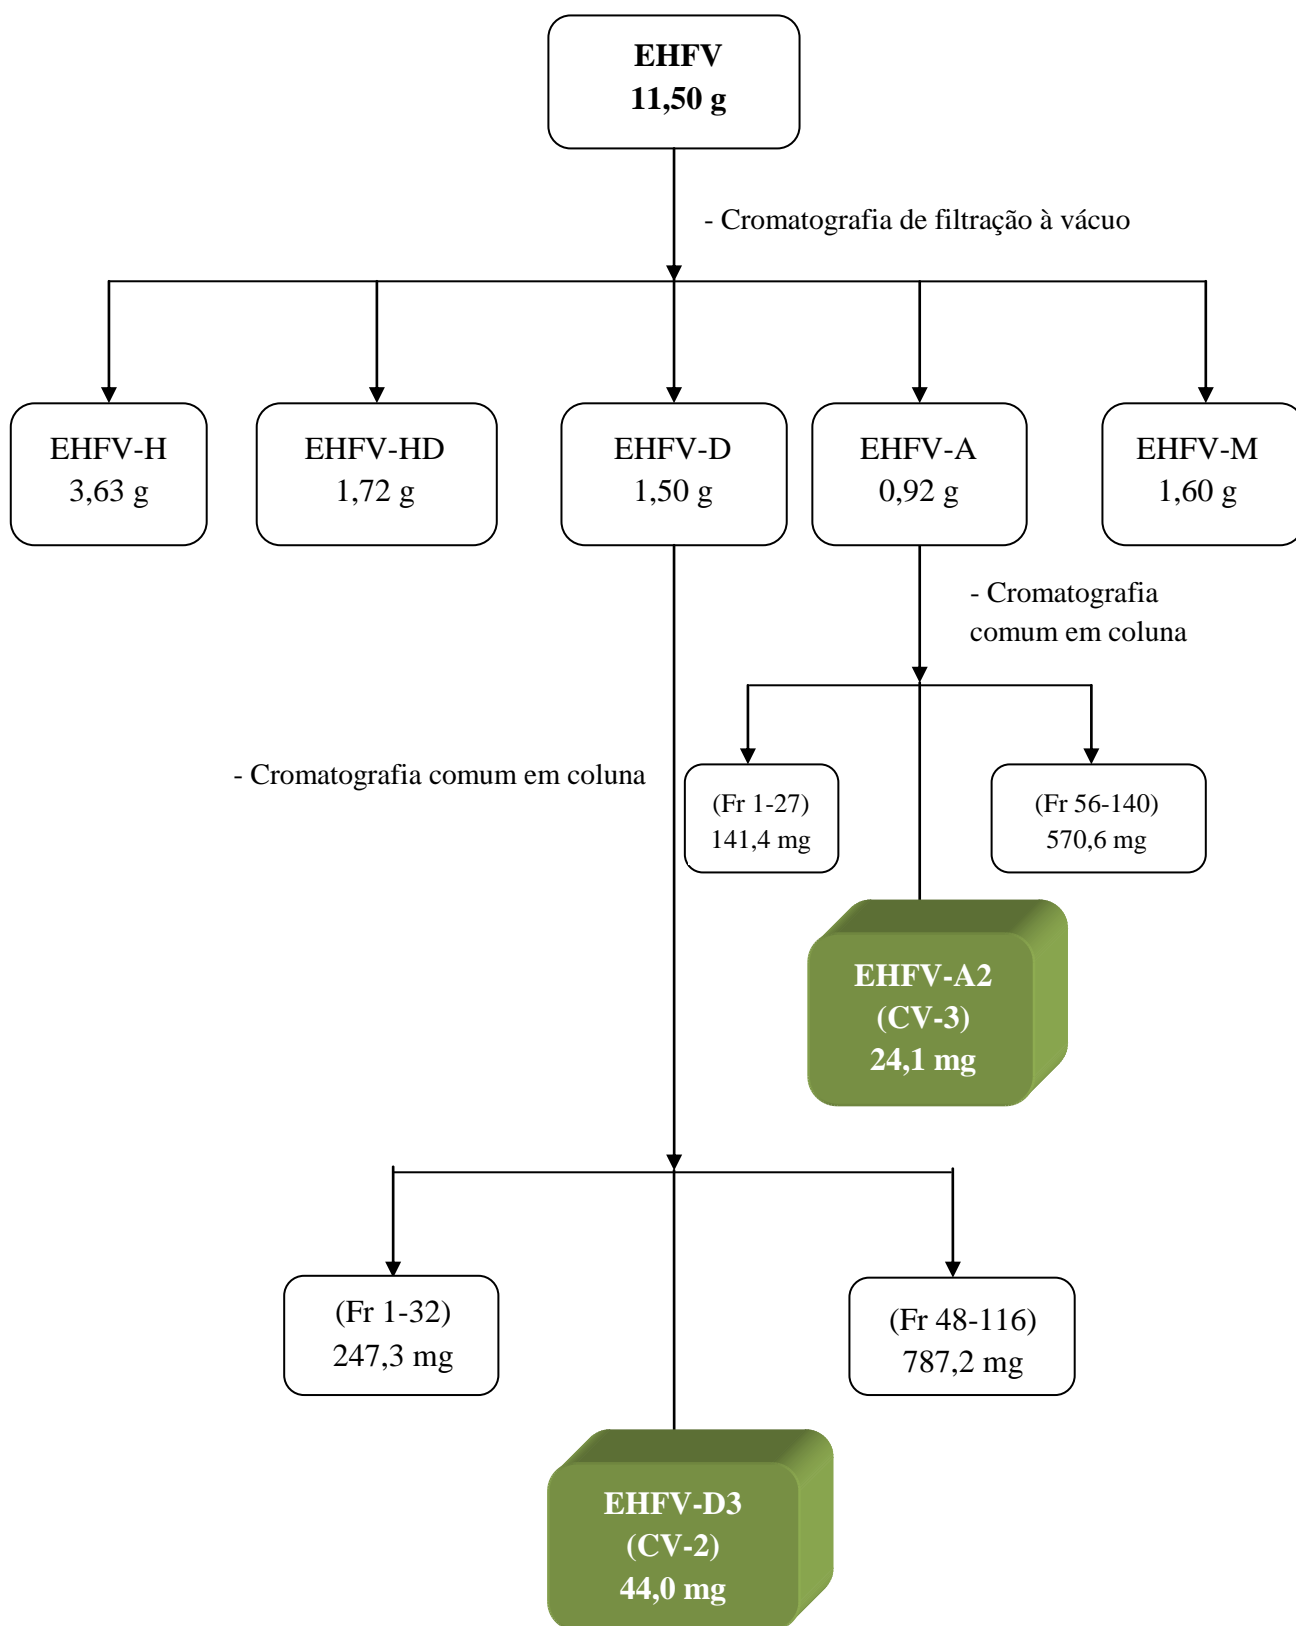 EHFV
11,50 g
- Cromatografia de filtração à vácuo
EHFV-H
3,63 g
EHFV-HD
1,72 g
EHFV-D
1,50 g
EHFV-A
0,92 g
EHFV-M
1,60 g
- Cromatografia
comum em coluna
- Cromatografia comum em coluna
(Fr 1-27)
141,4 mg
(Fr 56-140)
570,6 mg
EHFV-A2
(CV-3)
24,1 mg
(Fr 1-32)
247,3 mg
(Fr 48-116)
787,2 mg
EHFV-D3
(CV-2)
44,0 mg